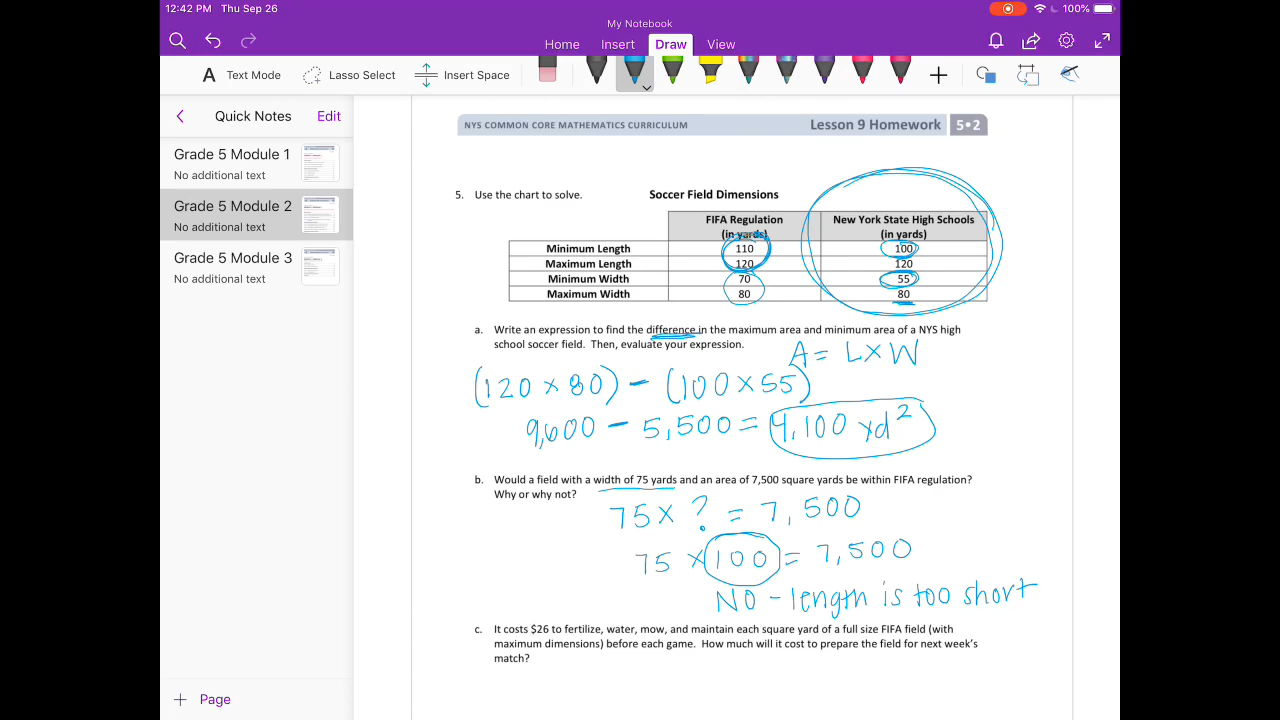 12:42 PM Thu Sep 26
100%
My Notebook
Home Insert Draw View
A Text Mode Lasso Select Insert Space
Quick Notes Edit
Grade 5 Module 1
No additional text
Grade 5 Module 2
No additional text
Grade 5 Module 3
No additional text
+ Page
NYS COMMON CORE MATHEMATICS CURRICULUM Lesson 9 Homework 5•2
5. Use the chart to solve. Soccer Field Dimensions
FIFA Regulation New York State High Schools
(in yards) (in yards)
Minimum Length 110 100
Maximum Length 120 120
Minimum Width 70 55
Maximum Width 80 80
a. Write an expression to find the difference in the maximum area and minimum area of a NYS high
school soccer field. Then, evaluate your expression.
A = L x W
(120 x 80) - (100 x 55)
9,600 - 5,500 = 4,100 yd²
b. Would a field with a width of 75 yards and an area of 7,500 square yards be within FIFA regulation?
Why or why not?
75 x ? = 7,500
75 x 100 = 7,500
NO - length is too short
c. It costs $26 to fertilize, water, mow, and maintain each square yard of a full size FIFA field (with
maximum dimensions) before each game. How much will it cost to prepare the field for next week's
match?